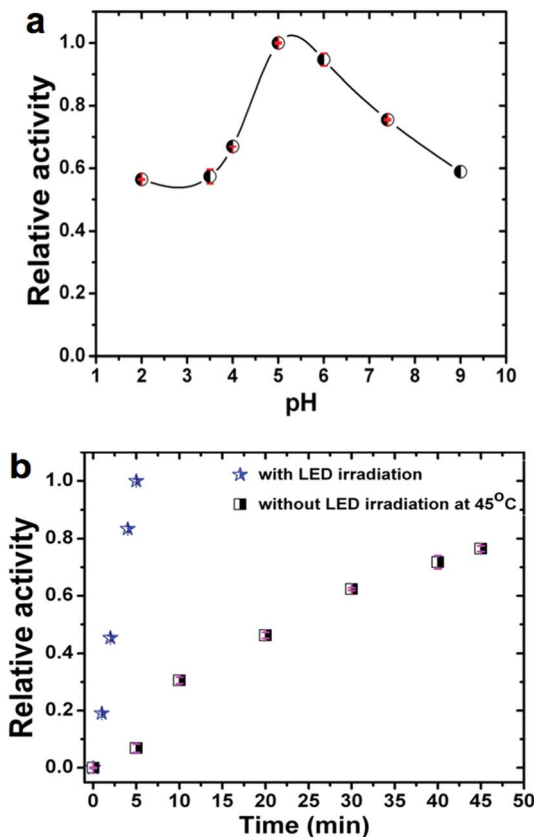 a
Relative activity
1.0
0.8
0.6
0.4
0.2
0.0
1 2 3 4 5 6 7 8 9 10
pH
b
Relative activity
1.0
0.8
0.6
0.4
0.2
0.0
with LED irradiation
without LED irradiation at 45°C
0 5 10 15 20 25 30 35 40 45 50
Time (min)